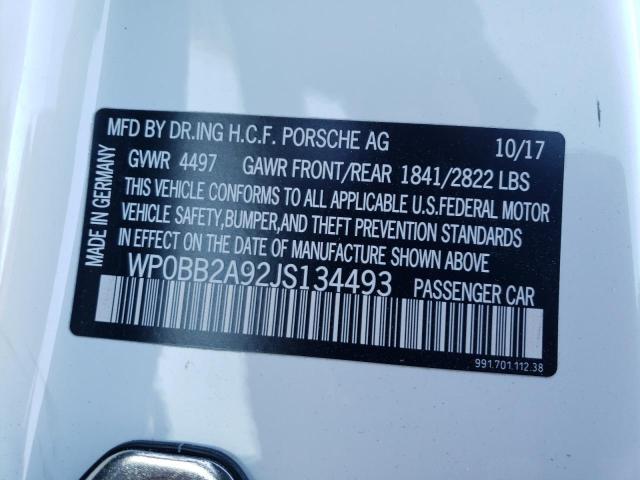 MFD BY DR.ING H.C.F. PORSCHE AG 10/17
GVWR 4497 GAWR FRONT/REAR 1841/2822 LBS
THIS VEHICLE CONFORMS TO ALL APPLICABLE U.S.FEDERAL MOTOR
VEHICLE SAFETY,BUMPER,AND THEFT PREVENTION STANDARDS
IN EFFECT ON THE DATE OF MANUFACTURE SHOWN ABOVE.
WP0BB2A92JS134493 PASSENGER CAR
MADE IN GERMANY
991.701.112.38